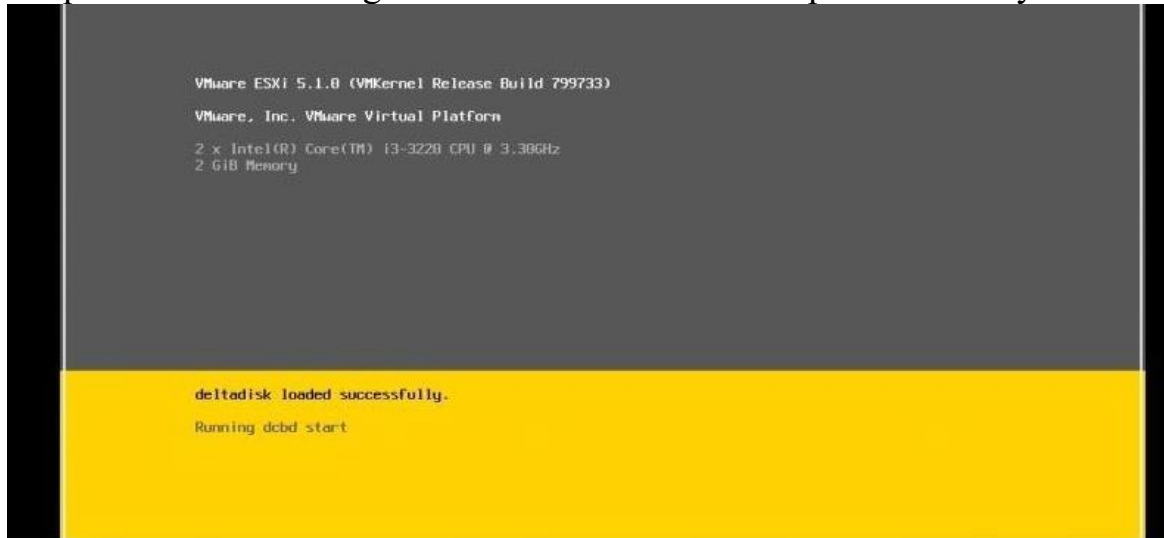 VMware ESXi 5.1.0 (VMKernel Release Build 799733)
VMware, Inc. VMware Virtual Platform
2 x Intel(R) Core(TM) i3-3220 CPU @ 3.30GHz
2 GiB Memory
deltadisk loaded successfully.
Running dcbd start